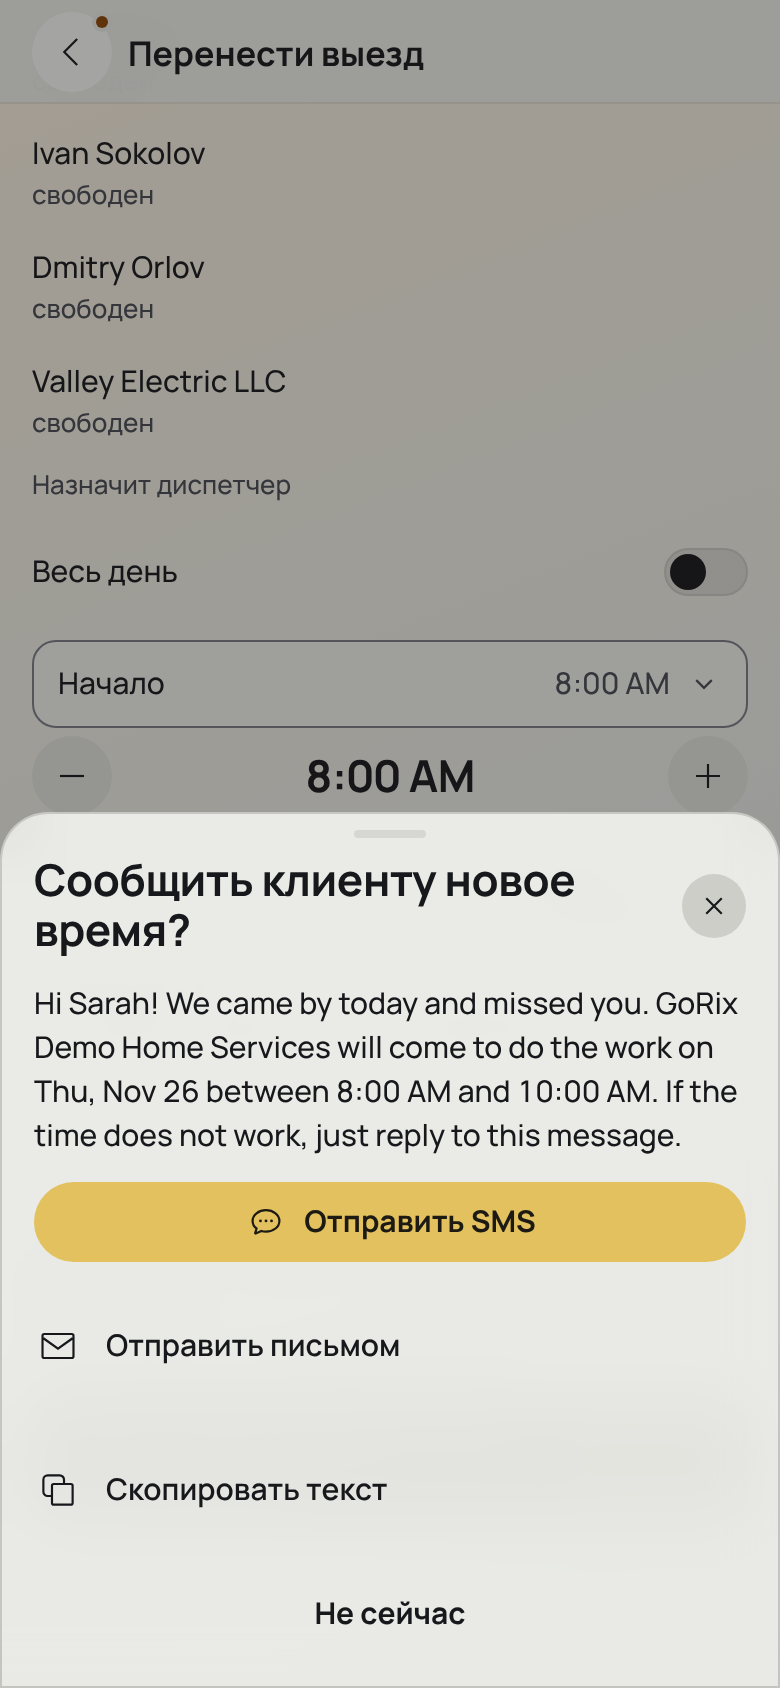 Перенести выезд
Ivan Sokolov
свободен
Dmitry Orlov
свободен
Valley Electric LLC
свободен
Назначит диспетчер
Весь день
Начало 8:00 AM
8:00 AM
Сообщить клиенту новое
время?
Hi Sarah! We came by today and missed you. GoRix
Demo Home Services will come to do the work on
Thu, Nov 26 between 8:00 AM and 10:00 AM. If the
time does not work, just reply to this message.
Отправить SMS
Отправить письмом
Скопировать текст
Не сейчас